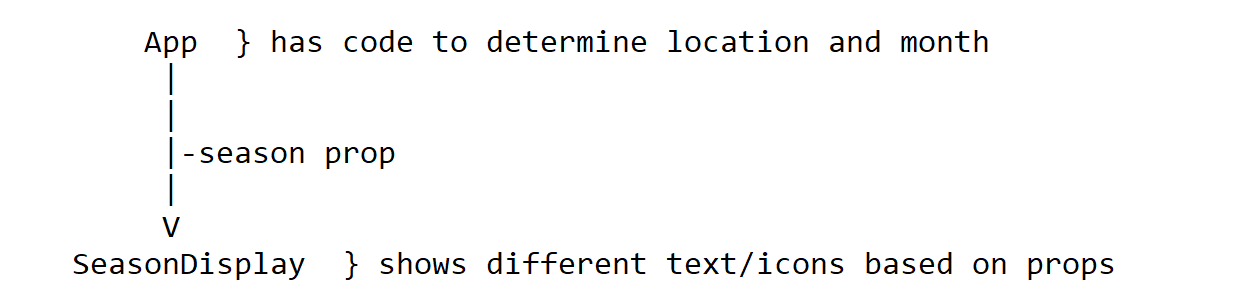 App } has code to determine location and month
|
|
|-season prop
|
V
SeasonDisplay } shows different text/icons based on props